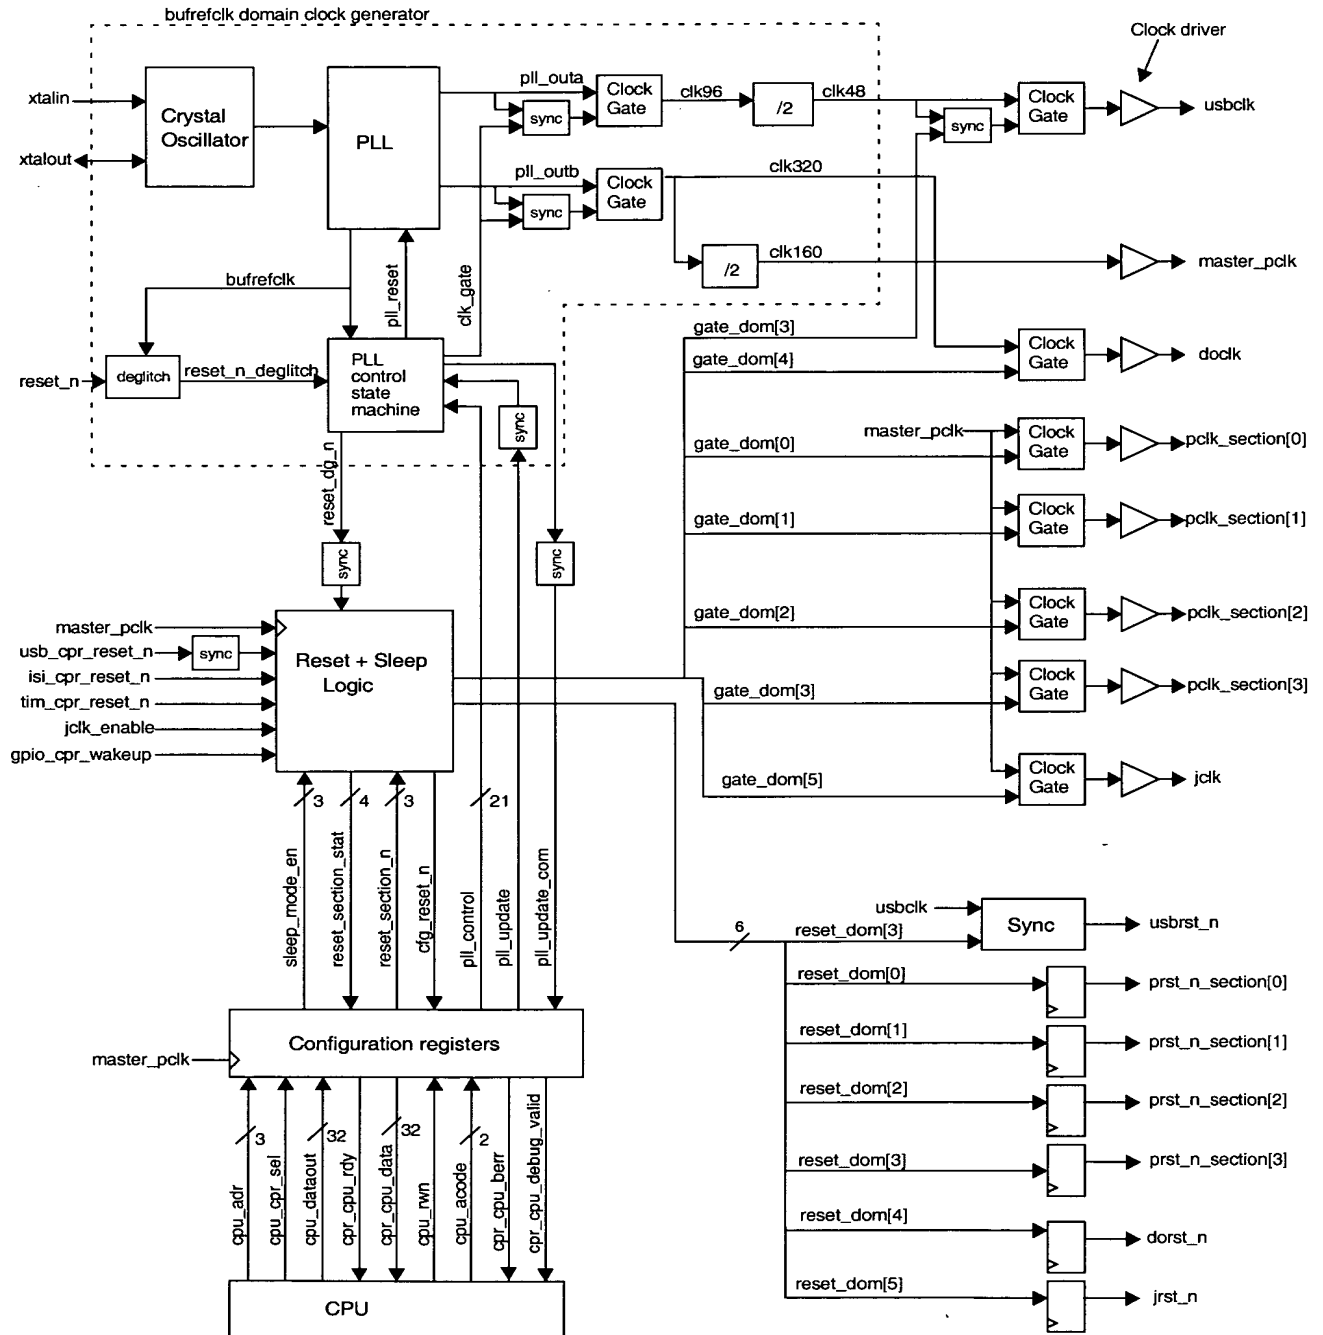 bufrefclk domain clock generator
Clock driver
xtalin
xtalout
Crystal
Oscillator
PLL
pll_outa
sync
Clock
Gate
clk96
/2
clk48
sync
Clock
Gate
usbclk
pll_outb
sync
Clock
Gate
clk320
/2
clk160
master_pclk
bufrefclk
pll_reset
clk_gate
reset_n
deglitch
reset_n_deglitch
PLL
control
state
machine
sync
reset_dg_n
sync
sync
gate_dom[3]
gate_dom[4]
Clock
Gate
doclk
master_pclk
gate_dom[0]
Clock
Gate
pclk_section[0]
gate_dom[1]
Clock
Gate
pclk_section[1]
gate_dom[2]
Clock
Gate
pclk_section[2]
gate_dom[3]
Clock
Gate
pclk_section[3]
gate_dom[5]
Clock
Gate
jclk
master_pclk
usb_cpr_reset_n
sync
isi_cpr_reset_n
tim_cpr_reset_n
jclk_enable
gpio_cpr_wakeup
Reset + Sleep
Logic
3
4
3
21
sleep_mode_en
reset_section_stat
reset_section_n
cfg_reset_n
pll_control
pll_update
pll_update_com
6
usbclk
reset_dom[3]
Sync
usbrst_n
reset_dom[0]
prst_n_section[0]
reset_dom[1]
prst_n_section[1]
reset_dom[2]
prst_n_section[2]
reset_dom[3]
prst_n_section[3]
reset_dom[4]
dorst_n
reset_dom[5]
jrst_n
master_pclk
Configuration registers
3
32
32
2
cpu_adr
cpu_cpr_sel
cpu_dataout
cpr_cpu_rdy
cpr_cpu_data
cpu_rwn
cpu_acode
cpr_cpu_berr
cpr_cpu_debug_valid
CPU